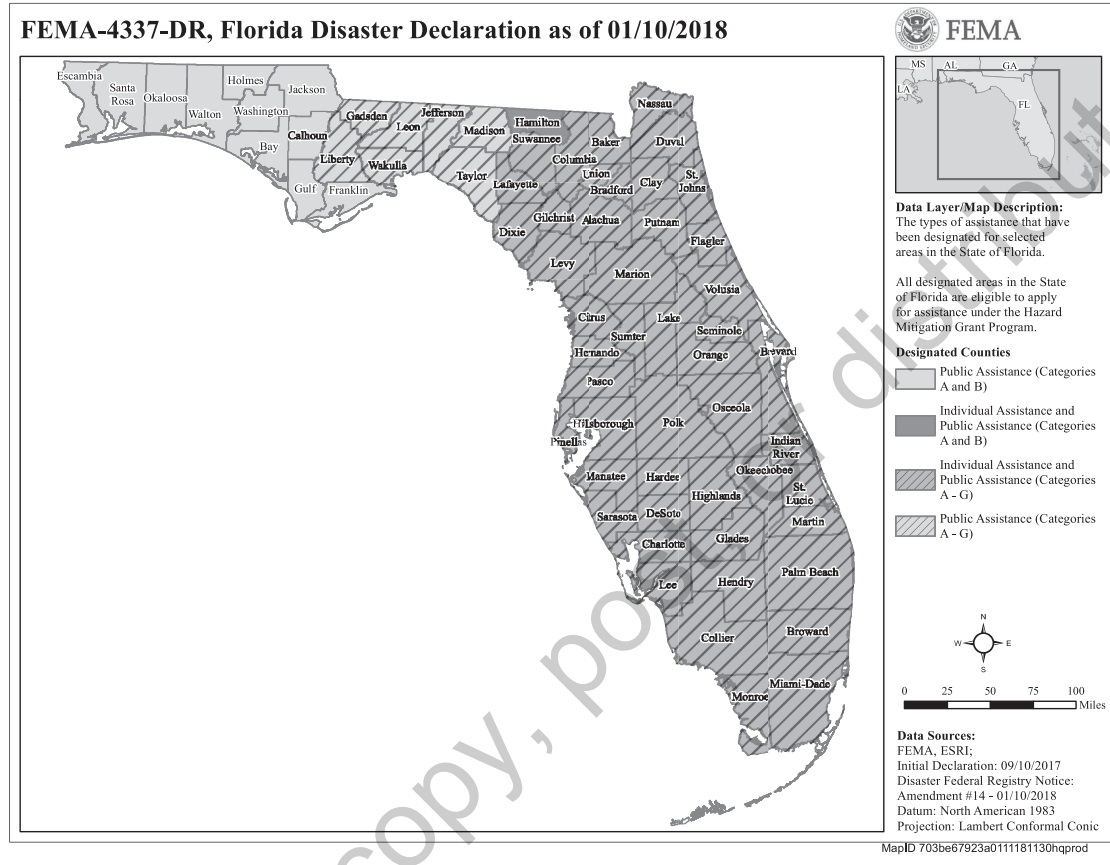 FEMA-4337-DR, Florida Disaster Declaration as of 01/10/2018
FEMA
Escambia
Santa
Rosa
Okaloosa
Walton
Holmes
Washington
Jackson
Bay
Calhoun
Gulf
Franklin
Liberty
Gadsden
Leon
Wakulla
Jefferson
Madison
Taylor
Hamilton
Suwannee
Lafayette
Columbia
Baker
Union
Bradford
Nassau
Duval
Clay
St.
Johns
Dixie
Gilchrist
Alachua
Putnam
Flagler
Levy
Marion
Volusia
Citrus
Sumter
Lake
Seminole
Orange
Brevard
Hernando
Pasco
Hillsborough
Pinellas
Polk
Osceola
Indian
River
Okeechobee
Manatee
Hardee
Highlands
St.
Lucie
Sarasota
DeSoto
Martin
Charlotte
Glades
Lee
Hendry
Palm Beach
Collier
Broward
Monroe
Miami-Dade
MS
AL
GA
LA
FL
Data Layer/Map Description:
The types of assistance that have
been designated for selected
areas in the State of Florida.
All designated areas in the State
of Florida are eligible to apply
for assistance under the Hazard
Mitigation Grant Program.
Designated Counties
Public Assistance (Categories
A and B)
Individual Assistance and
Public Assistance (Categories
A and B)
Individual Assistance and
Public Assistance (Categories
A - G)
Public Assistance (Categories
A - G)
N
W
E
S
0 25 50 75 100
Miles
Data Sources:
FEMA, ESRI;
Initial Declaration: 09/10/2017
Disaster Federal Registry Notice:
Amendment #14 - 01/10/2018
Datum: North American 1983
Projection: Lambert Conformal Conic
MapID 703be67923a0111181130hqprod
copy, post, or distribut